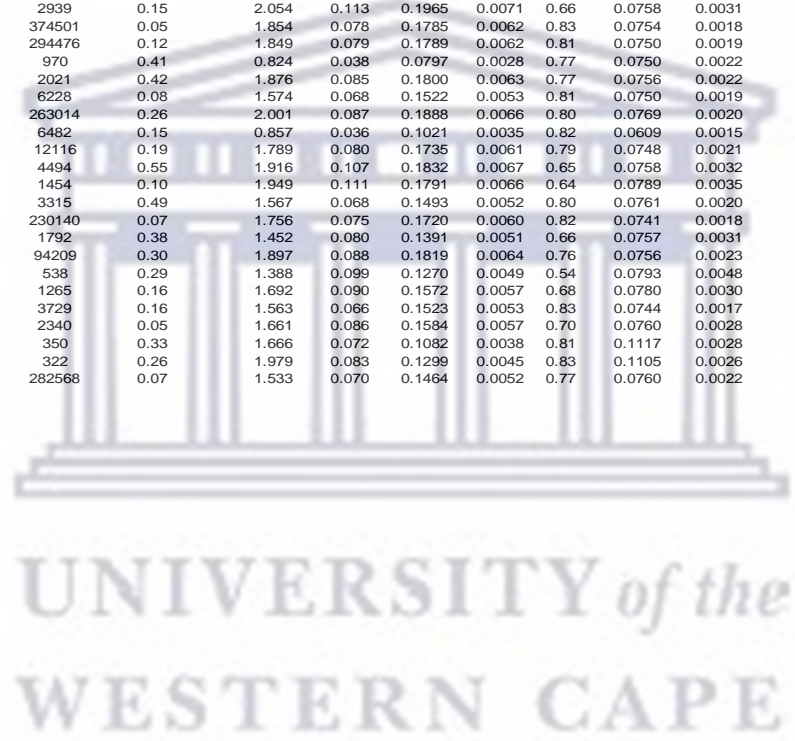 2939 0.15 2.054 0.113 0.1965 0.0071 0.66 0.0758 0.0031
374501 0.05 1.854 0.078 0.1785 0.0062 0.83 0.0754 0.0018
294476 0.12 1.849 0.079 0.1789 0.0062 0.81 0.0750 0.0019
970 0.41 0.824 0.038 0.0797 0.0028 0.77 0.0750 0.0022
2021 0.42 1.876 0.085 0.1800 0.0063 0.77 0.0756 0.0022
6228 0.08 1.574 0.068 0.1522 0.0053 0.81 0.0750 0.0019
263014 0.26 2.001 0.087 0.1888 0.0066 0.80 0.0769 0.0020
6482 0.15 0.857 0.036 0.1021 0.0035 0.82 0.0609 0.0015
12116 0.19 1.789 0.080 0.1735 0.0061 0.79 0.0748 0.0021
4494 0.55 1.916 0.107 0.1832 0.0067 0.65 0.0758 0.0032
1454 0.10 1.949 0.111 0.1791 0.0066 0.64 0.0789 0.0035
3315 0.49 1.567 0.068 0.1493 0.0052 0.80 0.0761 0.0020
230140 0.07 1.756 0.075 0.1720 0.0060 0.82 0.0741 0.0018
1792 0.38 1.452 0.080 0.1391 0.0051 0.66 0.0757 0.0031
94209 0.30 1.897 0.088 0.1819 0.0064 0.76 0.0756 0.0023
538 0.29 1.388 0.099 0.1270 0.0049 0.54 0.0793 0.0048
1265 0.16 1.692 0.090 0.1572 0.0057 0.68 0.0780 0.0030
3729 0.16 1.563 0.066 0.1523 0.0053 0.83 0.0744 0.0017
2340 0.05 1.661 0.086 0.1584 0.0057 0.70 0.0760 0.0028
350 0.33 1.666 0.072 0.1082 0.0038 0.81 0.1117 0.0028
322 0.26 1.979 0.083 0.1299 0.0045 0.83 0.1105 0.0026
282568 0.07 1.533 0.070 0.1464 0.0052 0.77 0.0760 0.0022
UNIVERSITY of the
WESTERN CAPE